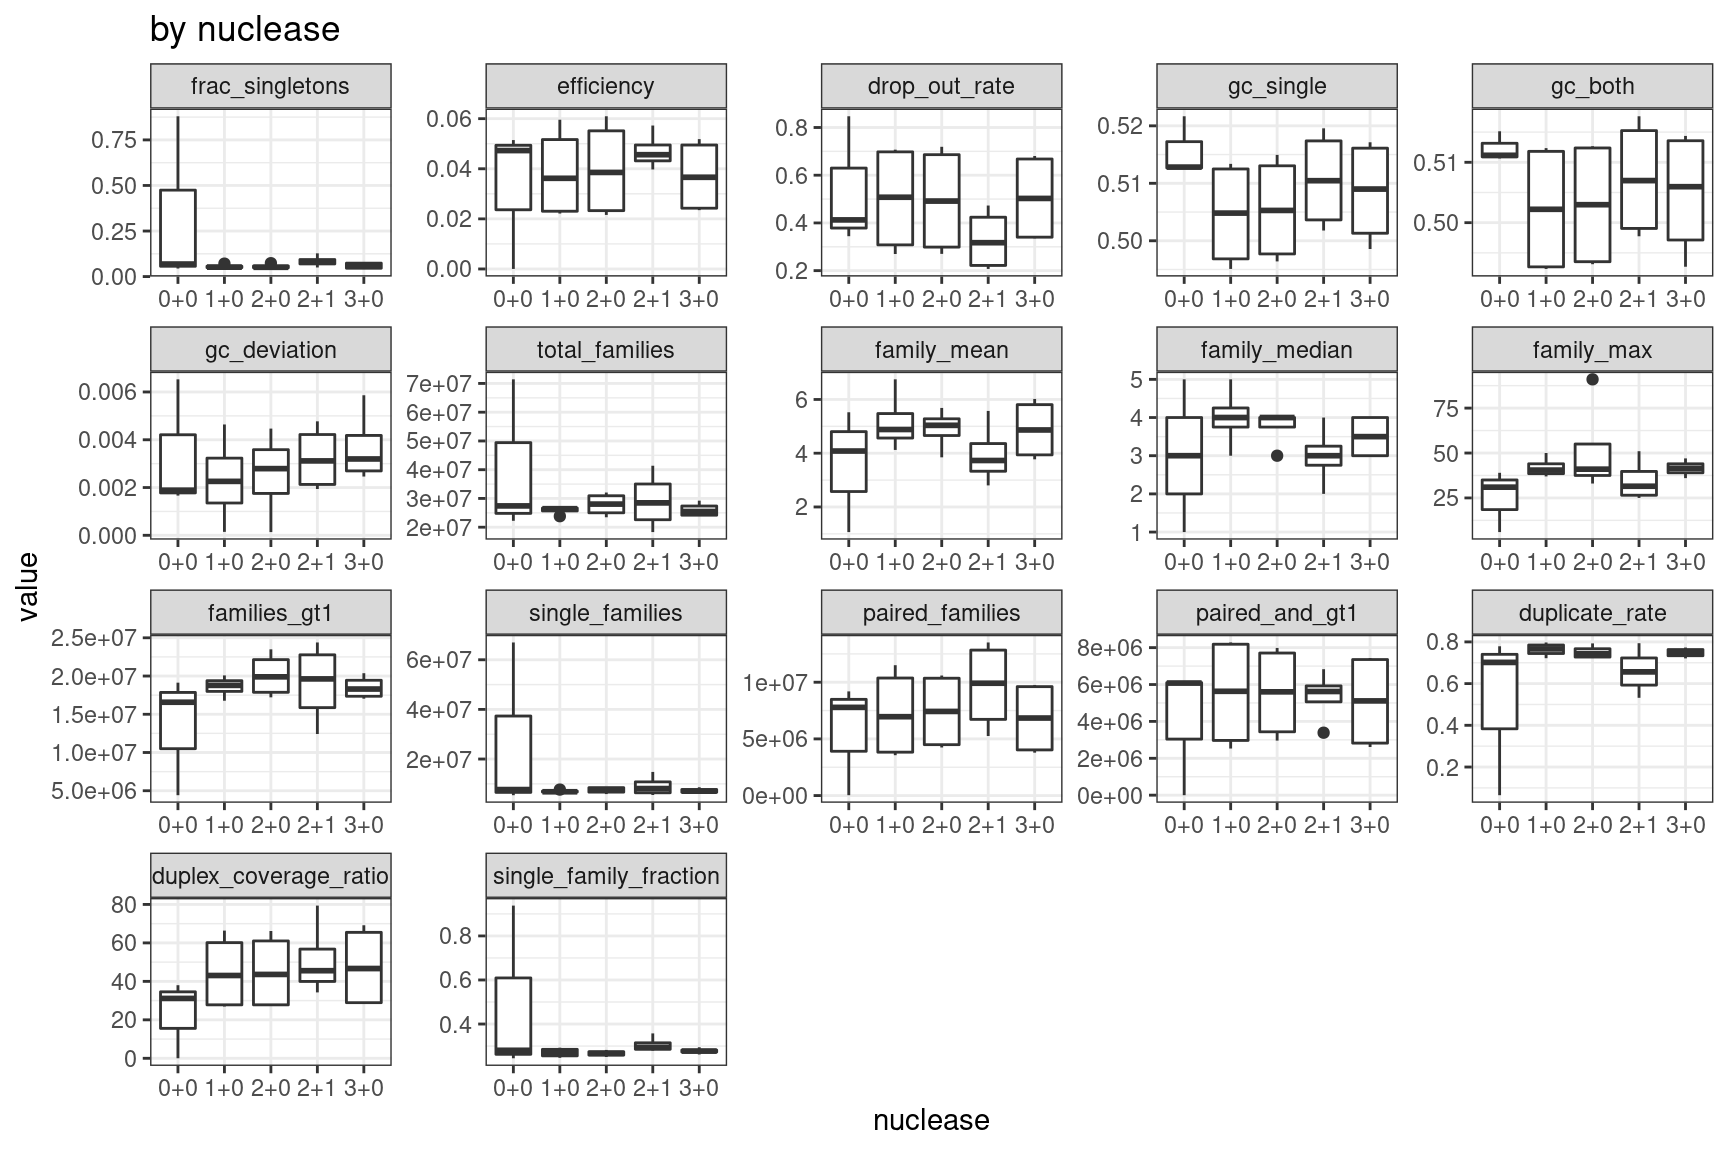 by nuclease
frac_singletons efficiency drop_out_rate gc_single gc_both
0.75 0.50 0.25 0.00
0.06 0.04 0.02 0.00
0.8 0.6 0.4 0.2
0.52 0.51 0.50
0.51 0.50
0+0 1+0 2+0 2+1 3+0 0+0 1+0 2+0 2+1 3+0 0+0 1+0 2+0 2+1 3+0 0+0 1+0 2+0 2+1 3+0 0+0 1+0 2+0 2+1 3+0
gc_deviation total_families family_mean family_median family_max
0.006 0.004 0.002 0.000
7e+07 6e+07 5e+07 4e+07 3e+07 2e+07
6 4 2
5 4 3 2 1
75 50 25
0+0 1+0 2+0 2+1 3+0 0+0 1+0 2+0 2+1 3+0 0+0 1+0 2+0 2+1 3+0 0+0 1+0 2+0 2+1 3+0 0+0 1+0 2+0 2+1 3+0
value
families_gt1 single_families paired_families paired_and_gt1 duplicate_rate
2.5e+07 2.0e+07 1.5e+07 1.0e+07 5.0e+06
6e+07 4e+07 2e+07
1e+07 5e+06 0e+00
8e+06 6e+06 4e+06 2e+06 0e+00
0.8 0.6 0.4 0.2
0+0 1+0 2+0 2+1 3+0 0+0 1+0 2+0 2+1 3+0 0+0 1+0 2+0 2+1 3+0 0+0 1+0 2+0 2+1 3+0 0+0 1+0 2+0 2+1 3+0
duplex_coverage_ratio single_family_fraction
80 60 40 20 0
0.8 0.6 0.4
0+0 1+0 2+0 2+1 3+0 0+0 1+0 2+0 2+1 3+0
nuclease